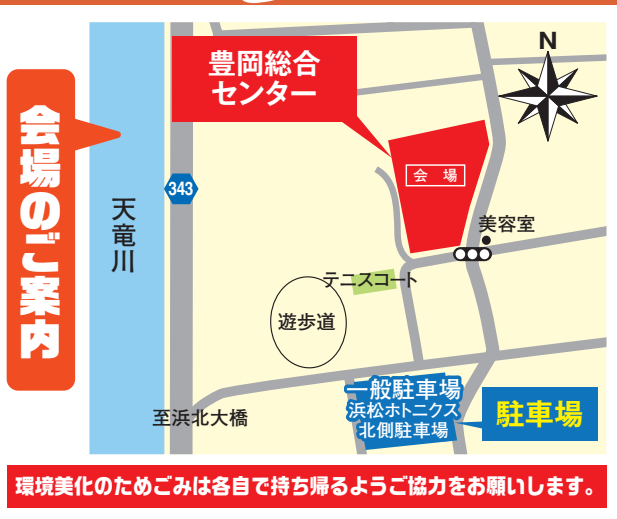 会場のご案内
豊岡総合
センター
N
会 場
343
天竜川
美容室
テニスコート
遊歩道
一般駐車場
浜松ホトニクス
北側駐車場
駐車場
至浜北大橋
環境美化のためごみは各自で持ち帰るようご協力をお願いします。